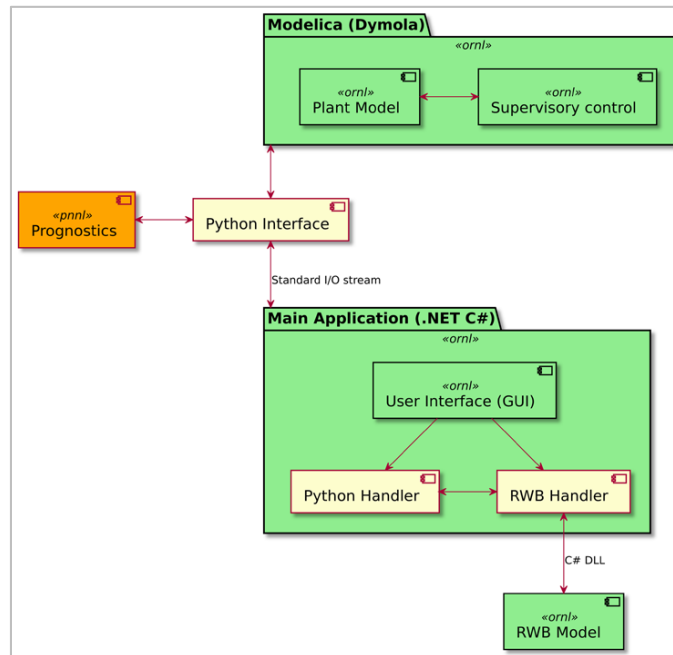 Modelica (Dymola)
«ornl»
«ornl»
Plant Model
«ornl»
Supervisory control
«pnnl»
Prognostics
Python Interface
Standard I/O stream
Main Application (.NET C#)
«ornl»
«ornl»
User Interface (GUI)
Python Handler
RWB Handler
C# DLL
«ornl»
RWB Model